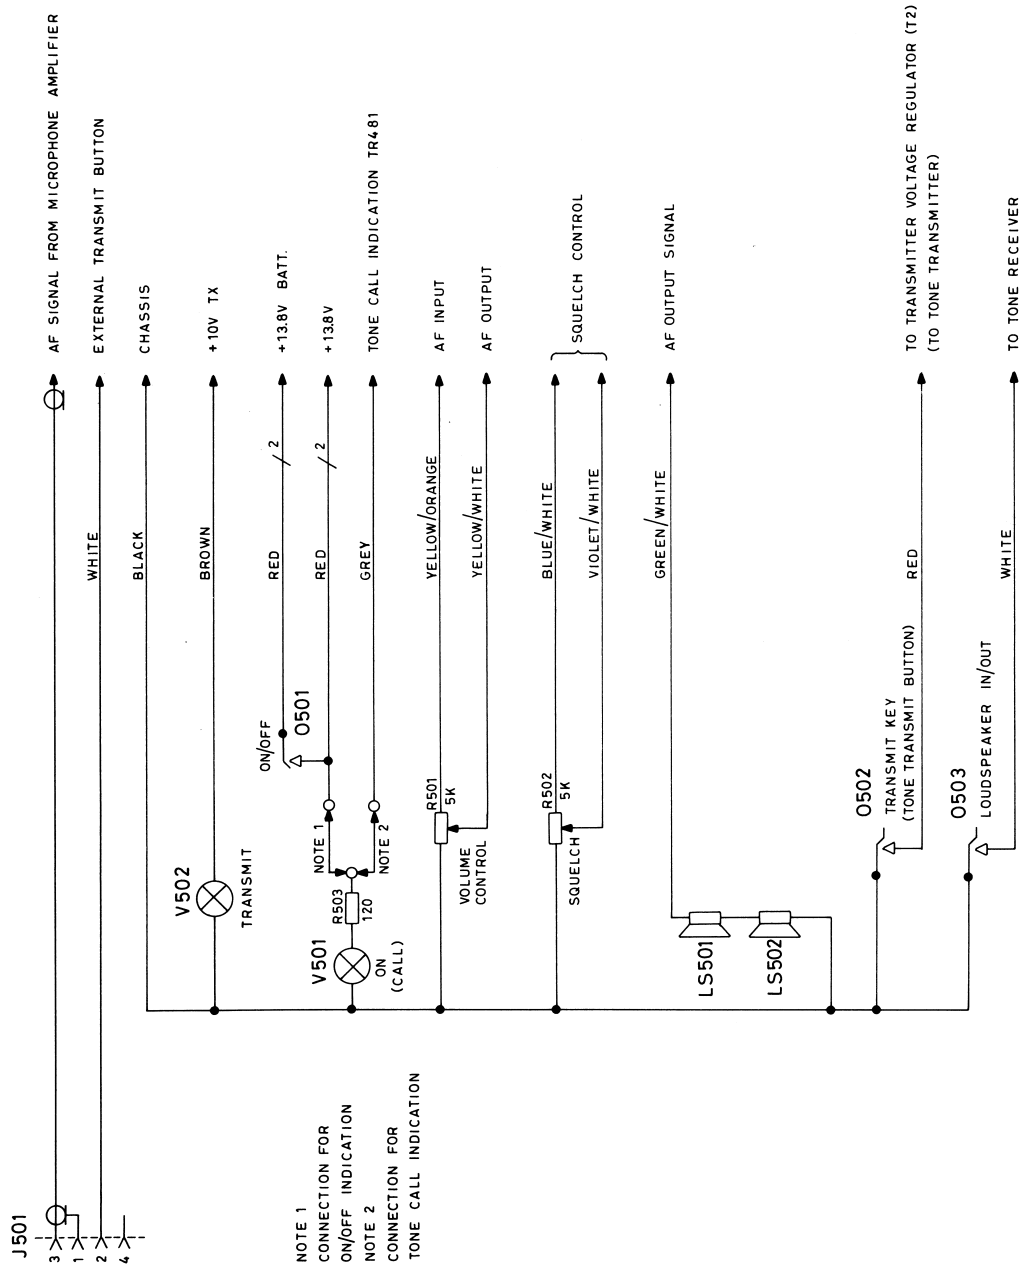 J501
3
1
2
4
AF SIGNAL FROM MICROPHONE AMPLIFIER
WHITE
EXTERNAL TRANSMIT BUTTON
BLACK
CHASSIS
V502
TRANSMIT
BROWN
+10V TX
ON/OFF
O501
RED
2
+13.8V BATT.
RED
2
+13.8V
V501
ON
(CALL)
R503
120
NOTE 1
NOTE 2
GREY
TONE CALL INDICATION TR481
R501
5K
VOLUME
CONTROL
YELLOW/ORANGE
AF INPUT
YELLOW/WHITE
AF OUTPUT
R502
5K
SQUELCH
BLUE/WHITE
VIOLET/WHITE
SQUELCH CONTROL
LS501
LS502
GREEN/WHITE
AF OUTPUT SIGNAL
O502
TRANSMIT KEY
(TONE TRANSMIT BUTTON)
RED
TO TRANSMITTER VOLTAGE REGULATOR (T2)
(TO TONE TRANSMITTER)
O503
LOUDSPEAKER IN/OUT
WHITE
TO TONE RECEIVER
NOTE 1
CONNECTION FOR
ON/OFF INDICATION
NOTE 2
CONNECTION FOR
TONE CALL INDICATION